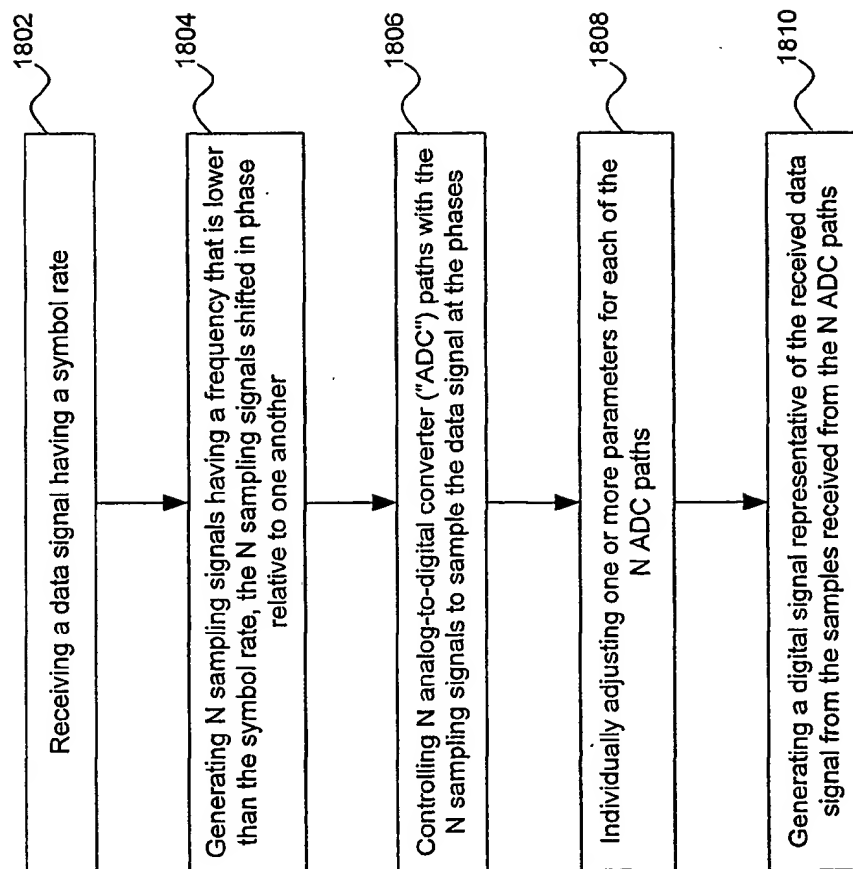 1802
Receiving a data signal having a symbol rate
1804
Generating N sampling signals having a frequency that is lower
than the symbol rate, the N sampling signals shifted in phase
relative to one another
1806
Controlling N analog-to-digital converter ("ADC") paths with the
N sampling signals to sample the data signal at the phases
1808
Individually adjusting one or more parameters for each of the
N ADC paths
1810
Generating a digital signal representative of the received data
signal from the samples received from the N ADC paths